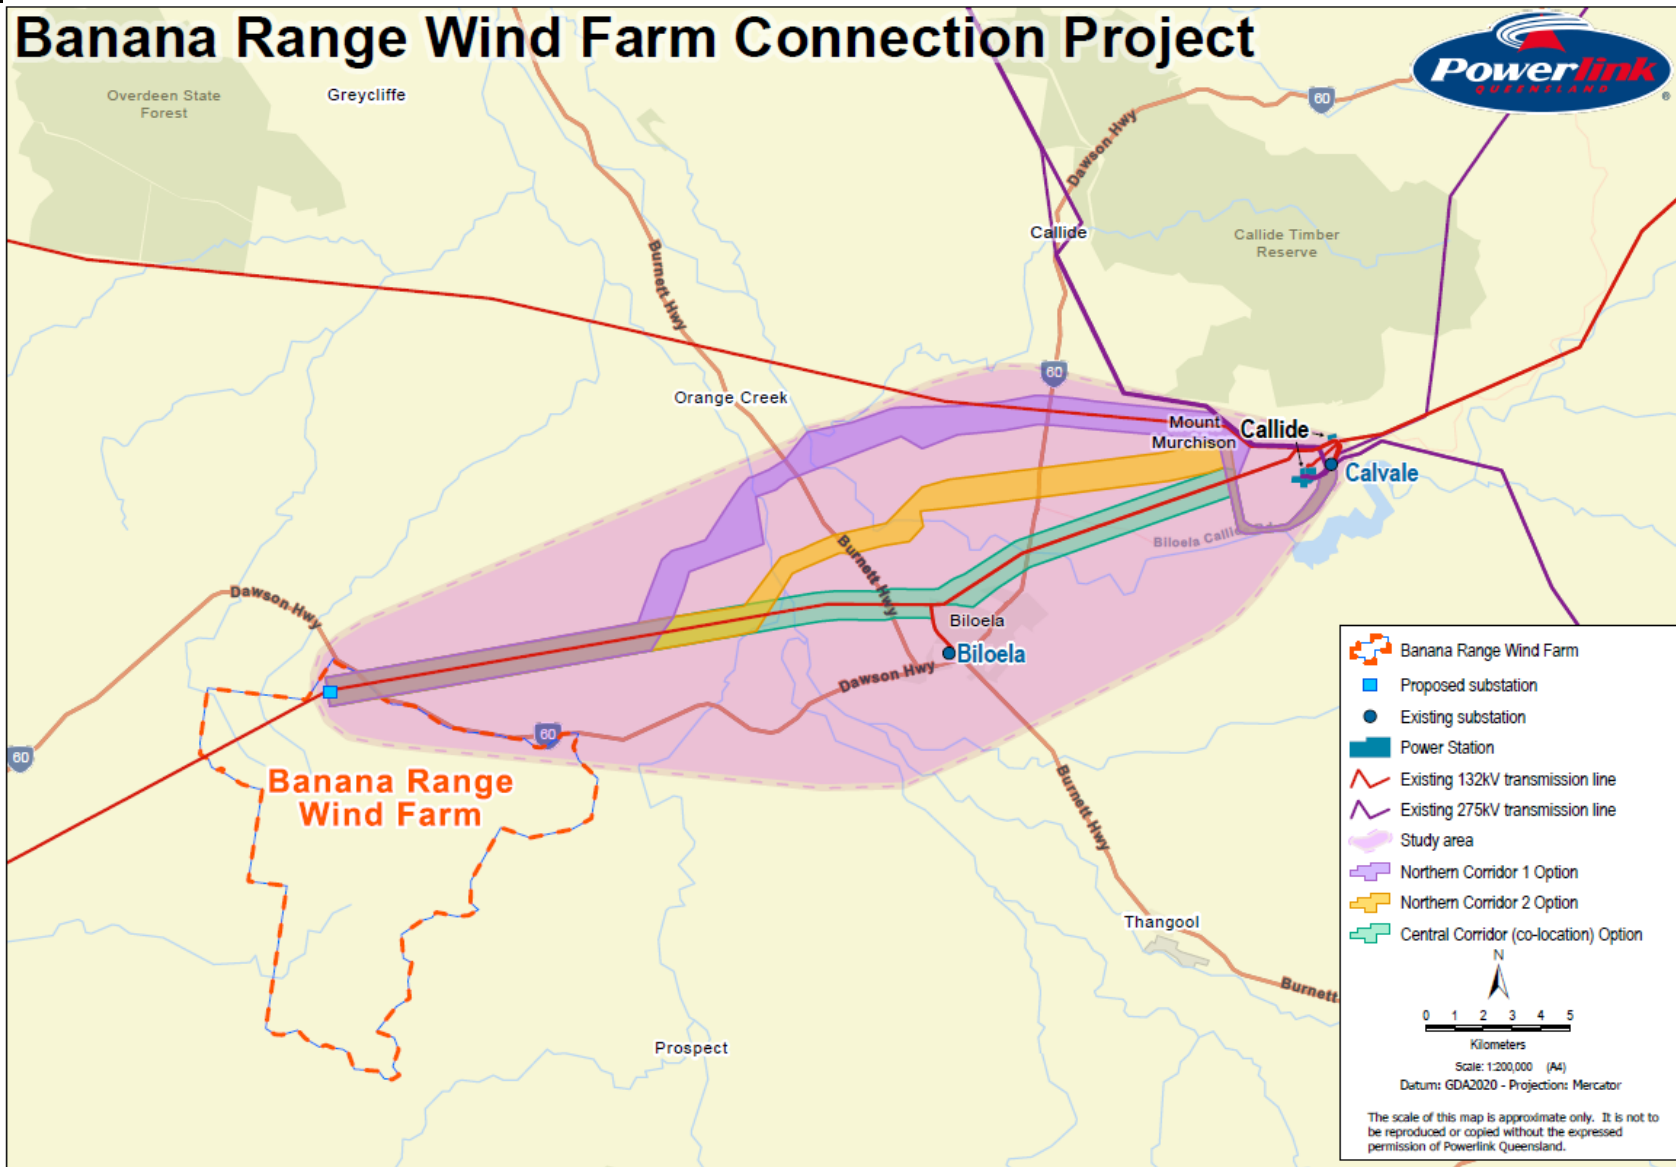 Banana Range Wind Farm Connection Project
Powerlink
QUEENSLAND
®
Overdeen State
Forest
Greycliffe
60
Dawson Hwy
Callide
Callide Timber
Reserve
Burnett Hwy
60
Orange Creek
Mount
Murchison
Callide
Calvale
Burnett Hwy
Biloela
Biloela
Dawson Hwy
Dawson Hwy
60
60
Banana Range
Wind Farm
Burnett Hwy
Thangool
Burnett
Prospect
Banana Range Wind Farm
Proposed substation
Existing substation
Power Station
Existing 132kV transmission line
Existing 275kV transmission line
Study area
Northern Corridor 1 Option
Northern Corridor 2 Option
Central Corridor (co-location) Option
N
0 1 2 3 4 5
Kilometers
Scale: 1:200,000 (A4)
Datum: GDA2020 - Projection: Mercator
The scale of this map is approximate only. It is not to
be reproduced or copied without the expressed
permission of Powerlink Queensland.